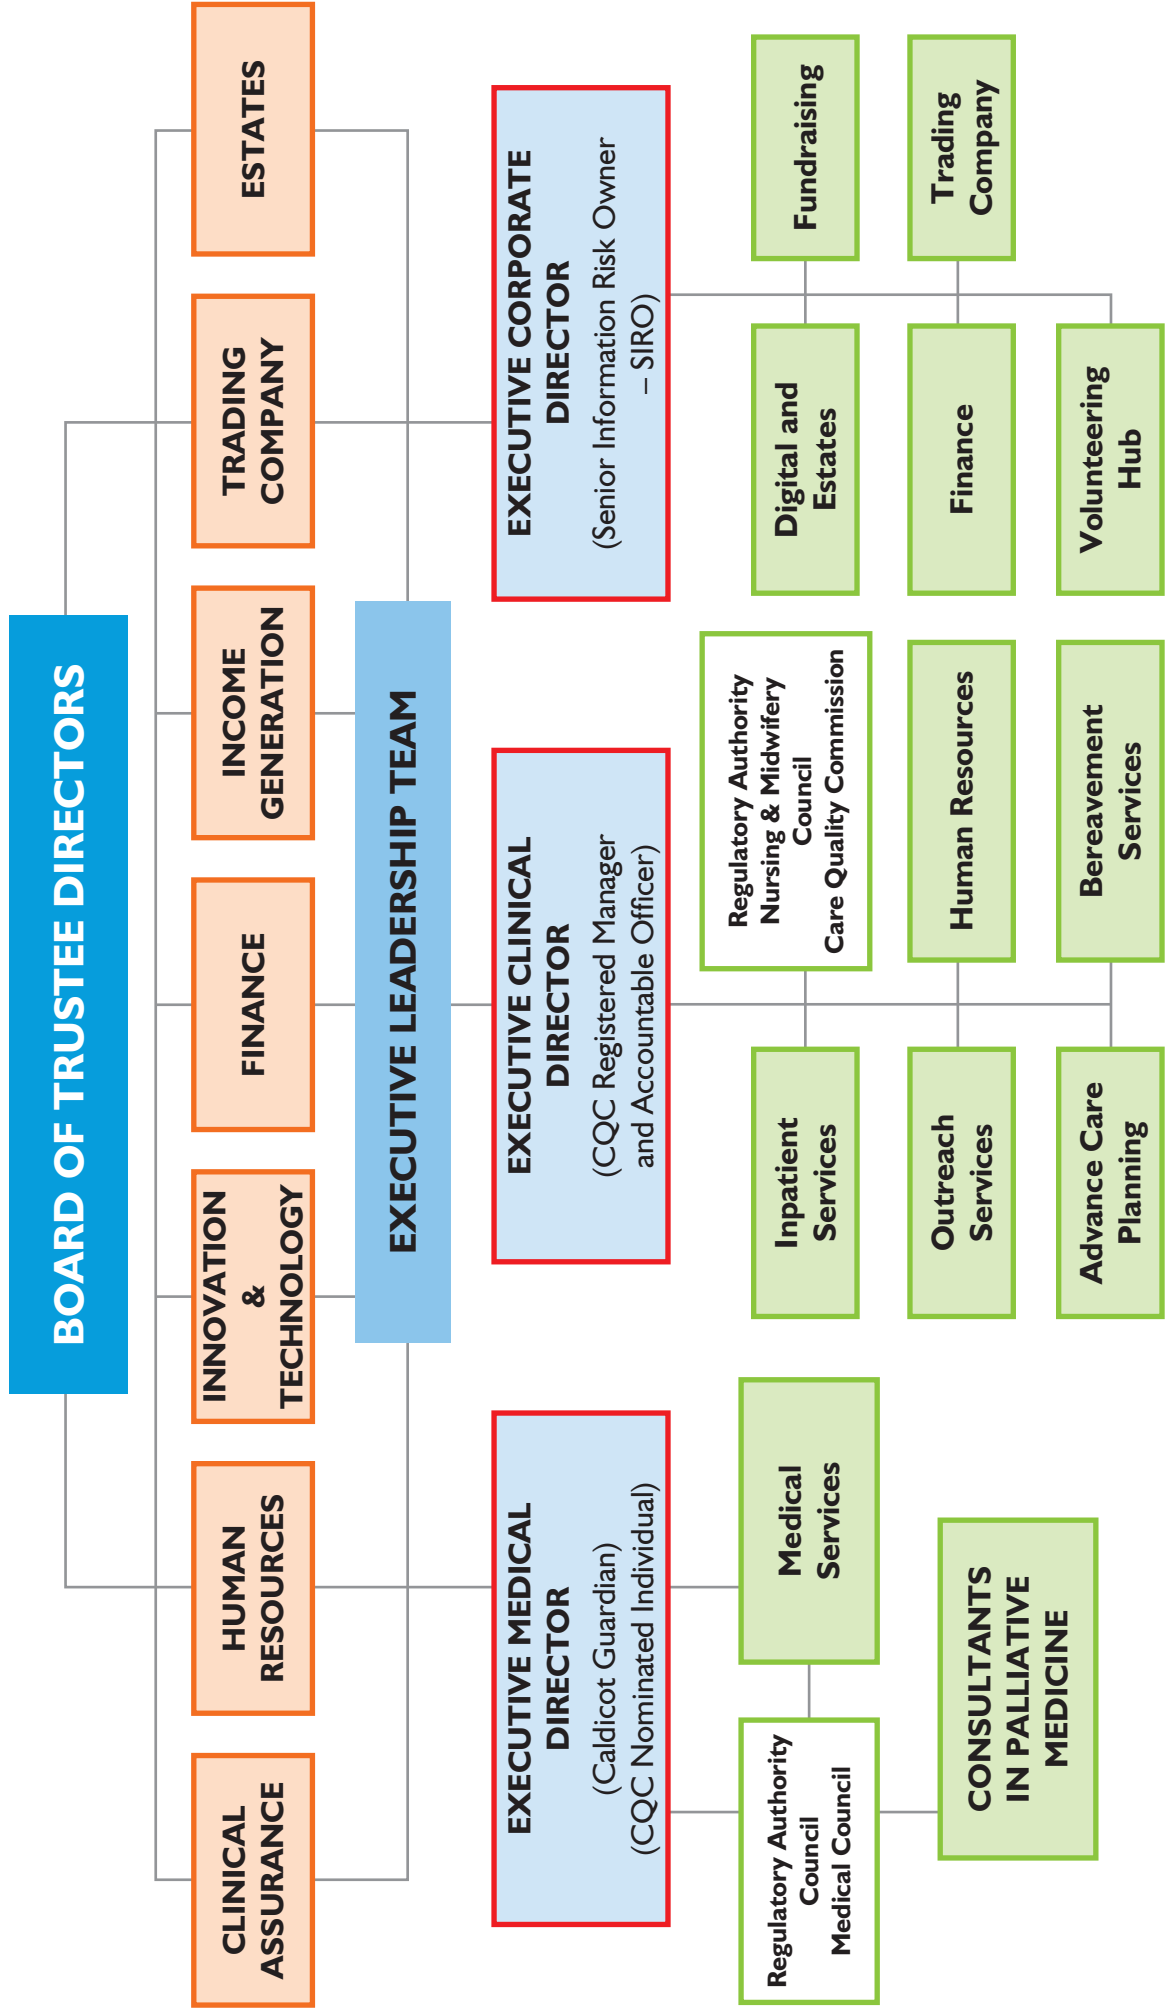 BOARD OF TRUSTEE DIRECTORS
CLINICAL
ASSURANCE
HUMAN
RESOURCES
INNOVATION
&
TECHNOLOGY
FINANCE
INCOME
GENERATION
TRADING
COMPANY
ESTATES
EXECUTIVE LEADERSHIP TEAM
EXECUTIVE MEDICAL
DIRECTOR
(Caldicot Guardian)
(CQC Nominated Individual)
EXECUTIVE CLINICAL
DIRECTOR
(CQC Registered Manager
and Accountable Officer)
EXECUTIVE CORPORATE
DIRECTOR
(Senior Information Risk Owner
– SIRO)
Regulatory Authority
Council
Medical Council
Medical
Services
CONSULTANTS
IN PALLIATIVE
MEDICINE
Inpatient
Services
Regulatory Authority
Nursing & Midwifery
Council
Care Quality Commission
Outreach
Services
Human Resources
Advance Care
Planning
Bereavement
Services
Digital and
Estates
Fundraising
Finance
Trading
Company
Volunteering
Hub